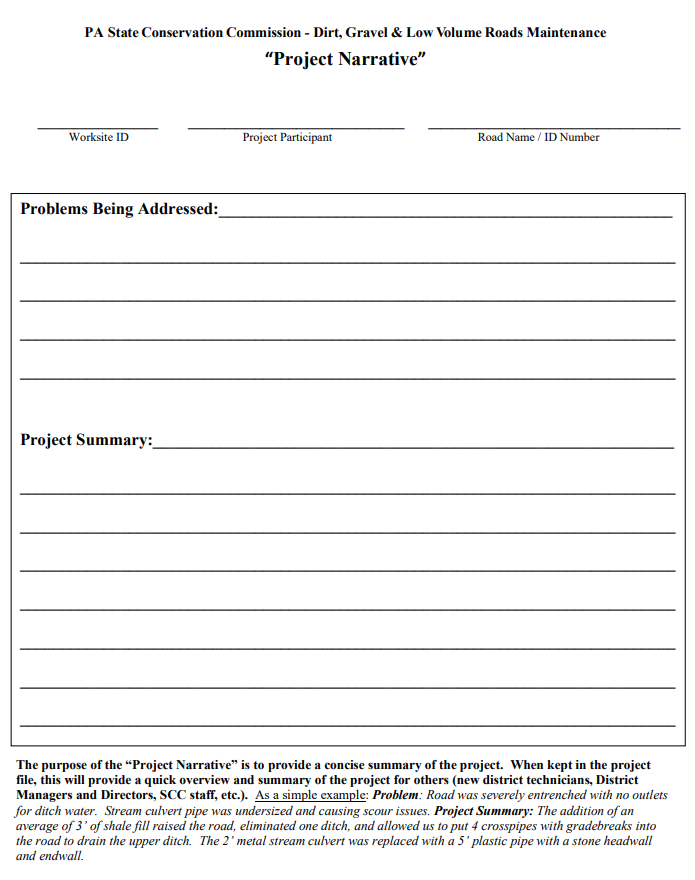 PA State Conservation Commission - Dirt, Gravel & Low Volume Roads Maintenance
“Project Narrative”
Worksite ID Project Participant Road Name / ID Number
Problems Being Addressed:
Project Summary:
The purpose of the “Project Narrative” is to provide a concise summary of the project. When kept in the project
file, this will provide a quick overview and summary of the project for others (new district technicians, District
Managers and Directors, SCC staff, etc.). As a simple example: Problem: Road was severely entrenched with no outlets
for ditch water. Stream culvert pipe was undersized and causing scour issues. Project Summary: The addition of an
average of 3’ of shale fill raised the road, eliminated one ditch, and allowed us to put 4 crosspipes with gradebreaks into
the road to drain the upper ditch. The 2’ metal stream culvert was replaced with a 5’ plastic pipe with a stone headwall
and endwall.